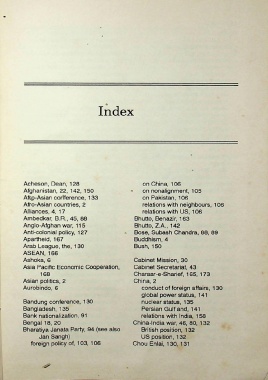 Index
Acheson, Dean, 128
Afghanistan, 22, 142, 150
Afro-Asian conference, 133
Afro-Asian countries, 2
Alliances, 4, 17
Ambedkar, B.R., 45, 88
Anglo-Afghan war, 115
Anti-colonial policy, 127
Apartheid, 167
Arab League, the, 130
ASEAN, 166
Ashoka, 6
Asia Pacific Economic Cooperation,
168
Asian politics, 2
Aurobindo, 6
Bandung conference, 130
Bangladesh, 135
Bank nationalization, 91
Bengal 18, 20
Bharatiya Janata Party, 94 (see also
Jan Sangh)
foreign policy of, 103, 106
on China, 106
on nonalignment, 105
on Pakistan, 106
relations with neighbours, 106
relations with US, 106
Bhutto, Benazir, 163
Bhutto, Z.A., 142
Bose, Subash Chandra, 88, 89
Buddhism, 4
Bush, 150
Cabinet Mission, 30
Cabinet Secretariat, 43
Charaar-e-Sharief, 165, 173
China, 2
conduct of foreign affairs, 130
global power status, 141
nuclear status, 135
Persian Gulf and, 141
relations with India, 158
China-India war, 46, 80, 132
British position, 132
US position, 132
Chou Enlai, 130, 131